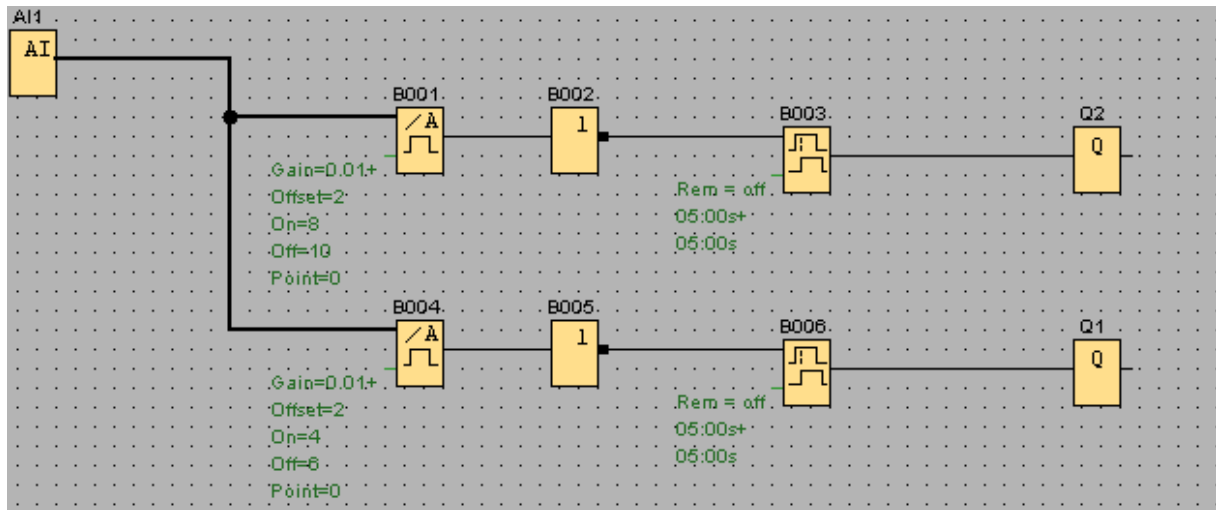 AI1
AI
B001
B002
B003
Q2
/A
1
Q
Gain=0.01+
Offset=2
On=8
Off=10
Point=0
Rem = off
05:00s+
05:00s
B004
B005
B006
Q1
/A
1
Q
Gain=0.01+
Offset=2
On=4
Off=6
Point=0
Rem = off
05:00s+
05:00s